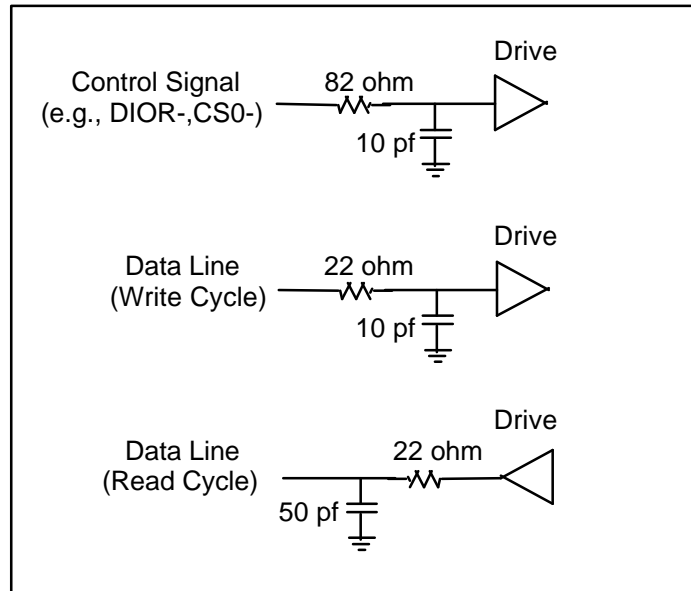 Drive
Control Signal
(e.g., DIOR-,CS0-)
82 ohm
10 pf
Drive
Data Line
(Write Cycle)
22 ohm
10 pf
Drive
Data Line
(Read Cycle)
22 ohm
50 pf